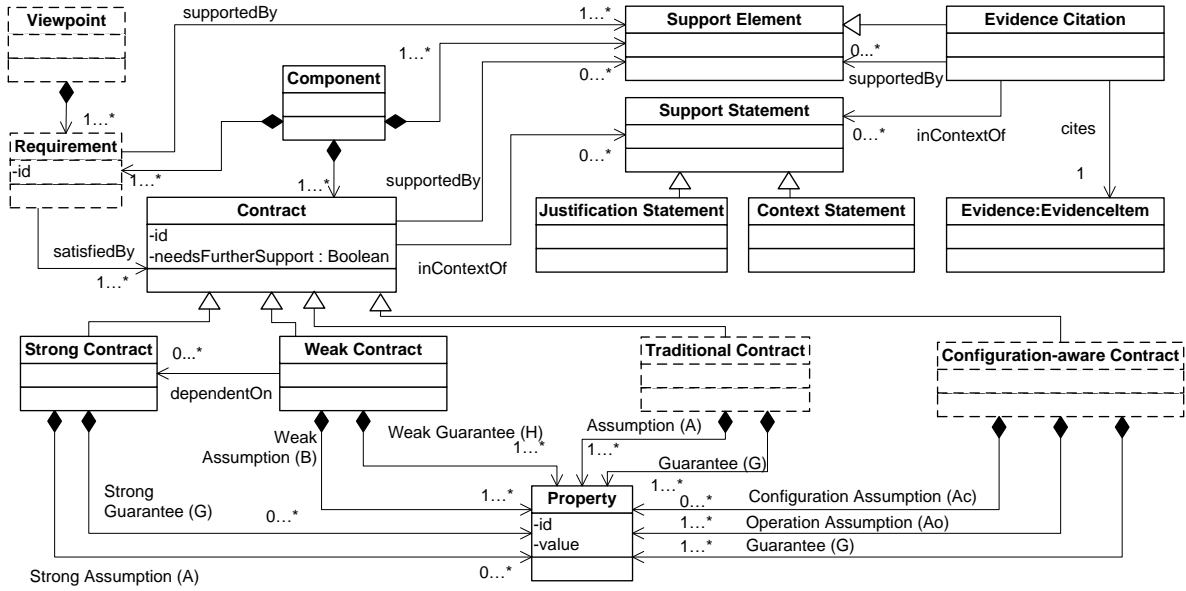 Viewpoint
supportedBy
1...*
Support Element
Evidence Citation
1...*
0...*
Component
0...*
supportedBy
1...*
Support Statement
Requirement
-id
1...*
1...*
supportedBy
0...*
0...*
inContextOf
cites
1
Contract
-id
-needsFurtherSupport : Boolean
Justification Statement
Context Statement
Evidence:EvidenceItem
satisfiedBy
1...*
inContextOf
Strong Contract
0...*
Weak Contract
Traditional Contract
Configuration-aware Contract
dependentOn
Weak
Assumption (B)
Weak Guarantee (H)
1...*
Assumption (A)
1...*
Guarantee (G)
1...*
Strong
Guarantee (G)
0...*
1...*
Property
-id
-value
0...*
Configuration Assumption (Ac)
1...*
Operation Assumption (Ao)
1...*
Guarantee (G)
Strong Assumption (A)
0...*